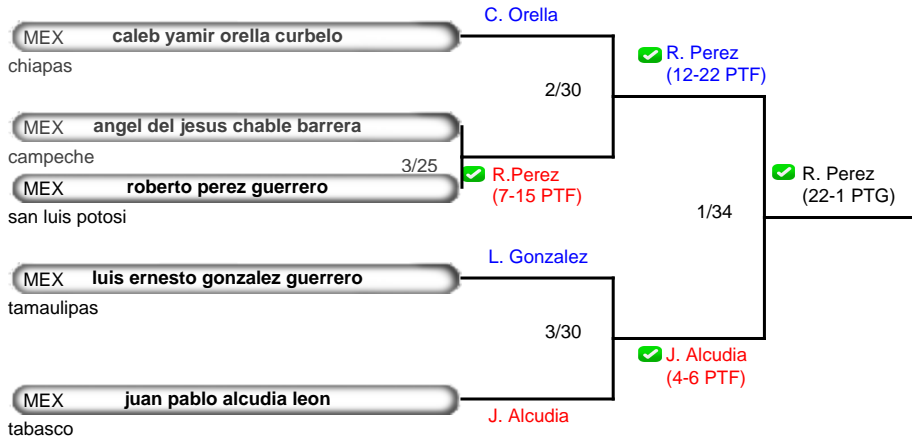 C. Orella
MEX caleb yamir orella curbelo
chiapas
R. Perez
(12-22 PTF)
2/30
MEX angel del jesus chable barrera
campeche
3/25
R.Perez
(7-15 PTF)
MEX roberto perez guerrero
san luis potosi
R. Perez
(22-1 PTG)
1/34
L. Gonzalez
MEX luis ernesto gonzalez guerrero
tamaulipas
3/30
J. Alcudia
(4-6 PTF)
MEX juan pablo alcudia leon
tabasco
J. Alcudia